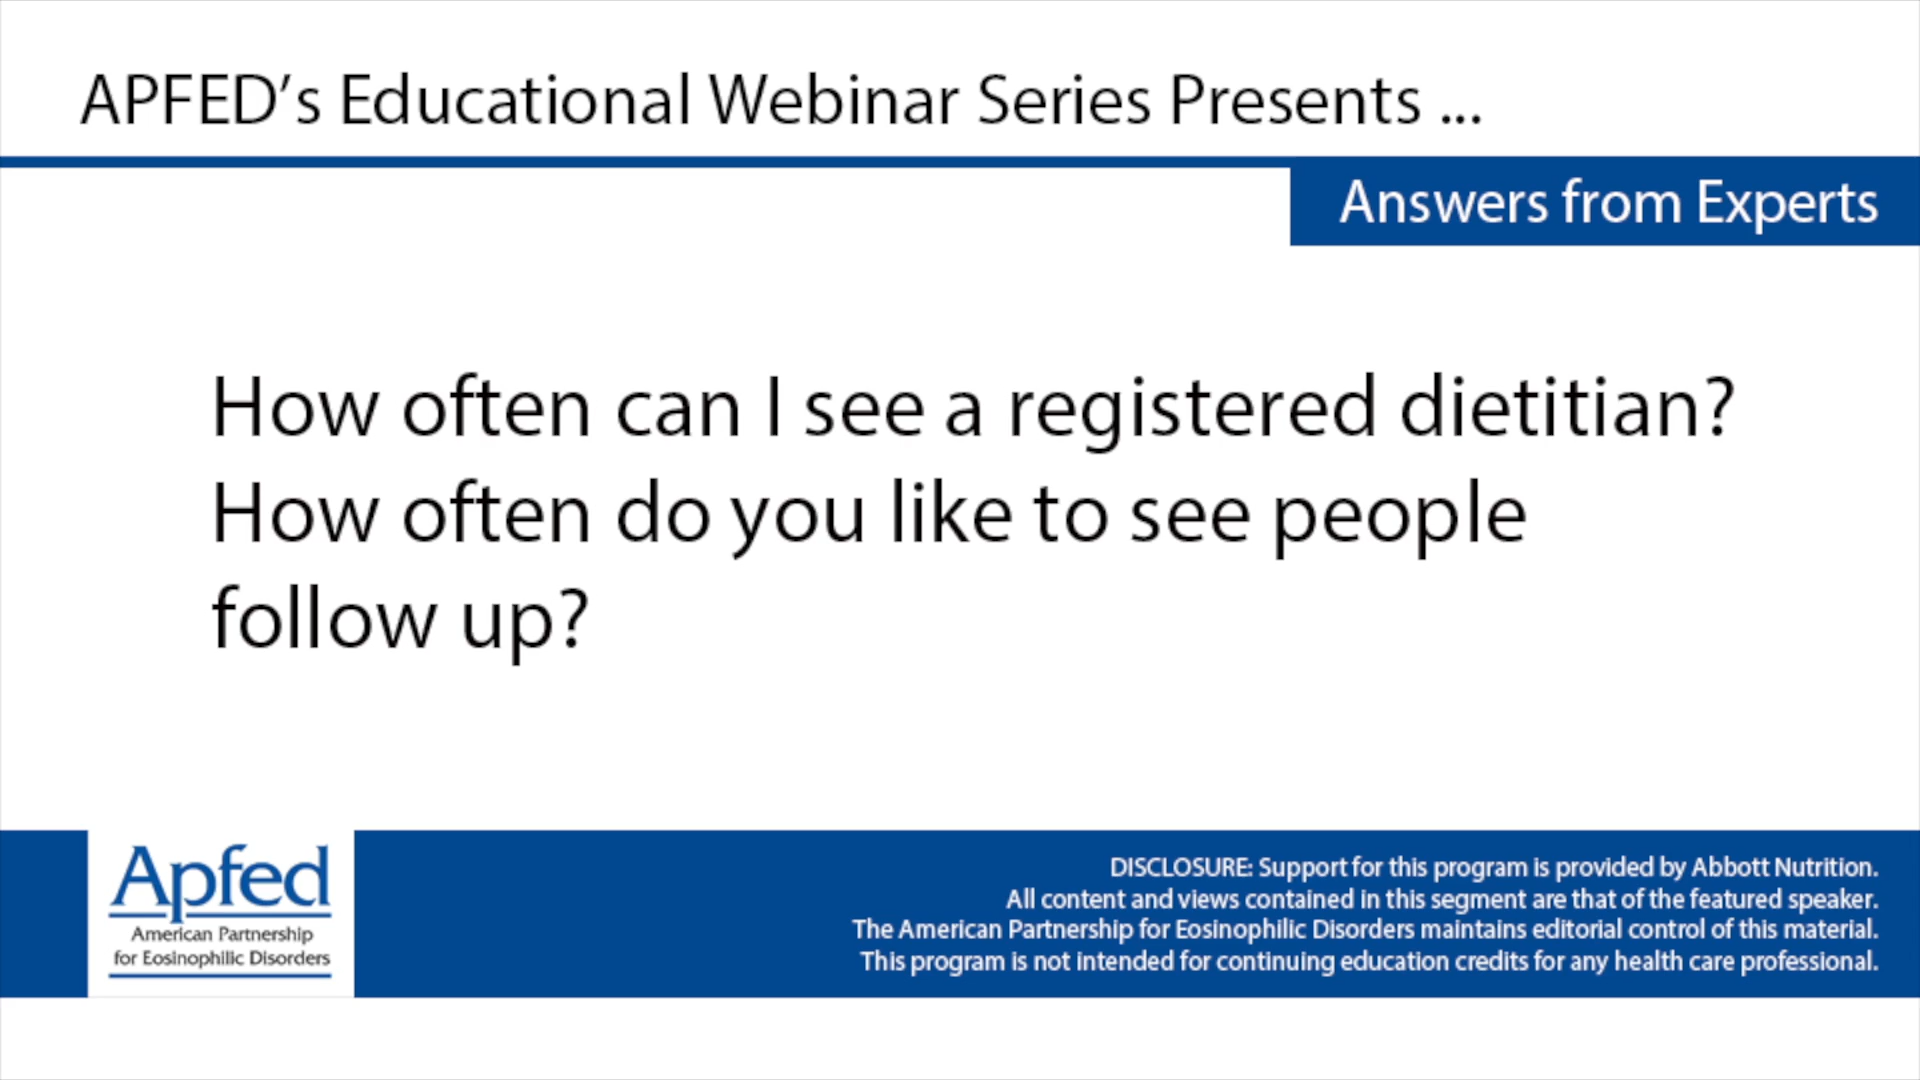 APFED’s Educational Webinar Series Presents ...
Answers from Experts
How often can I see a registered dietitian?
How often do you like to see people
follow up?
Apfed
American Partnership
for Eosinophilic Disorders
DISCLOSURE: Support for this program is provided by Abbott Nutrition.
All content and views contained in this segment are that of the featured speaker.
The American Partnership for Eosinophilic Disorders maintains editorial control of this material.
This program is not intended for continuing education credits for any health care professional.